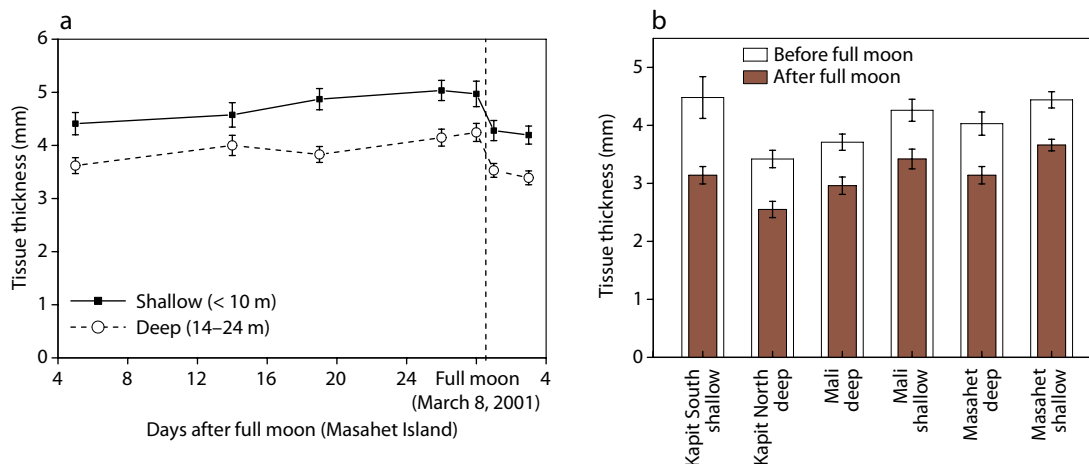 a
Tissue thickness (mm)
6
5
4
3
2
1
0
Shallow (< 10 m)
Deep (14–24 m)
4 8 12 16 20 24 Full moon 4
(March 8, 2001)
Days after full moon (Masahet Island)
b
Tissue thickness (mm)
5
4
3
2
1
0
Before full moon
After full moon
Kapit South
shallow
Kapit North
deep
Mali
deep
Mali
shallow
Masahet
deep
Masahet
shallow